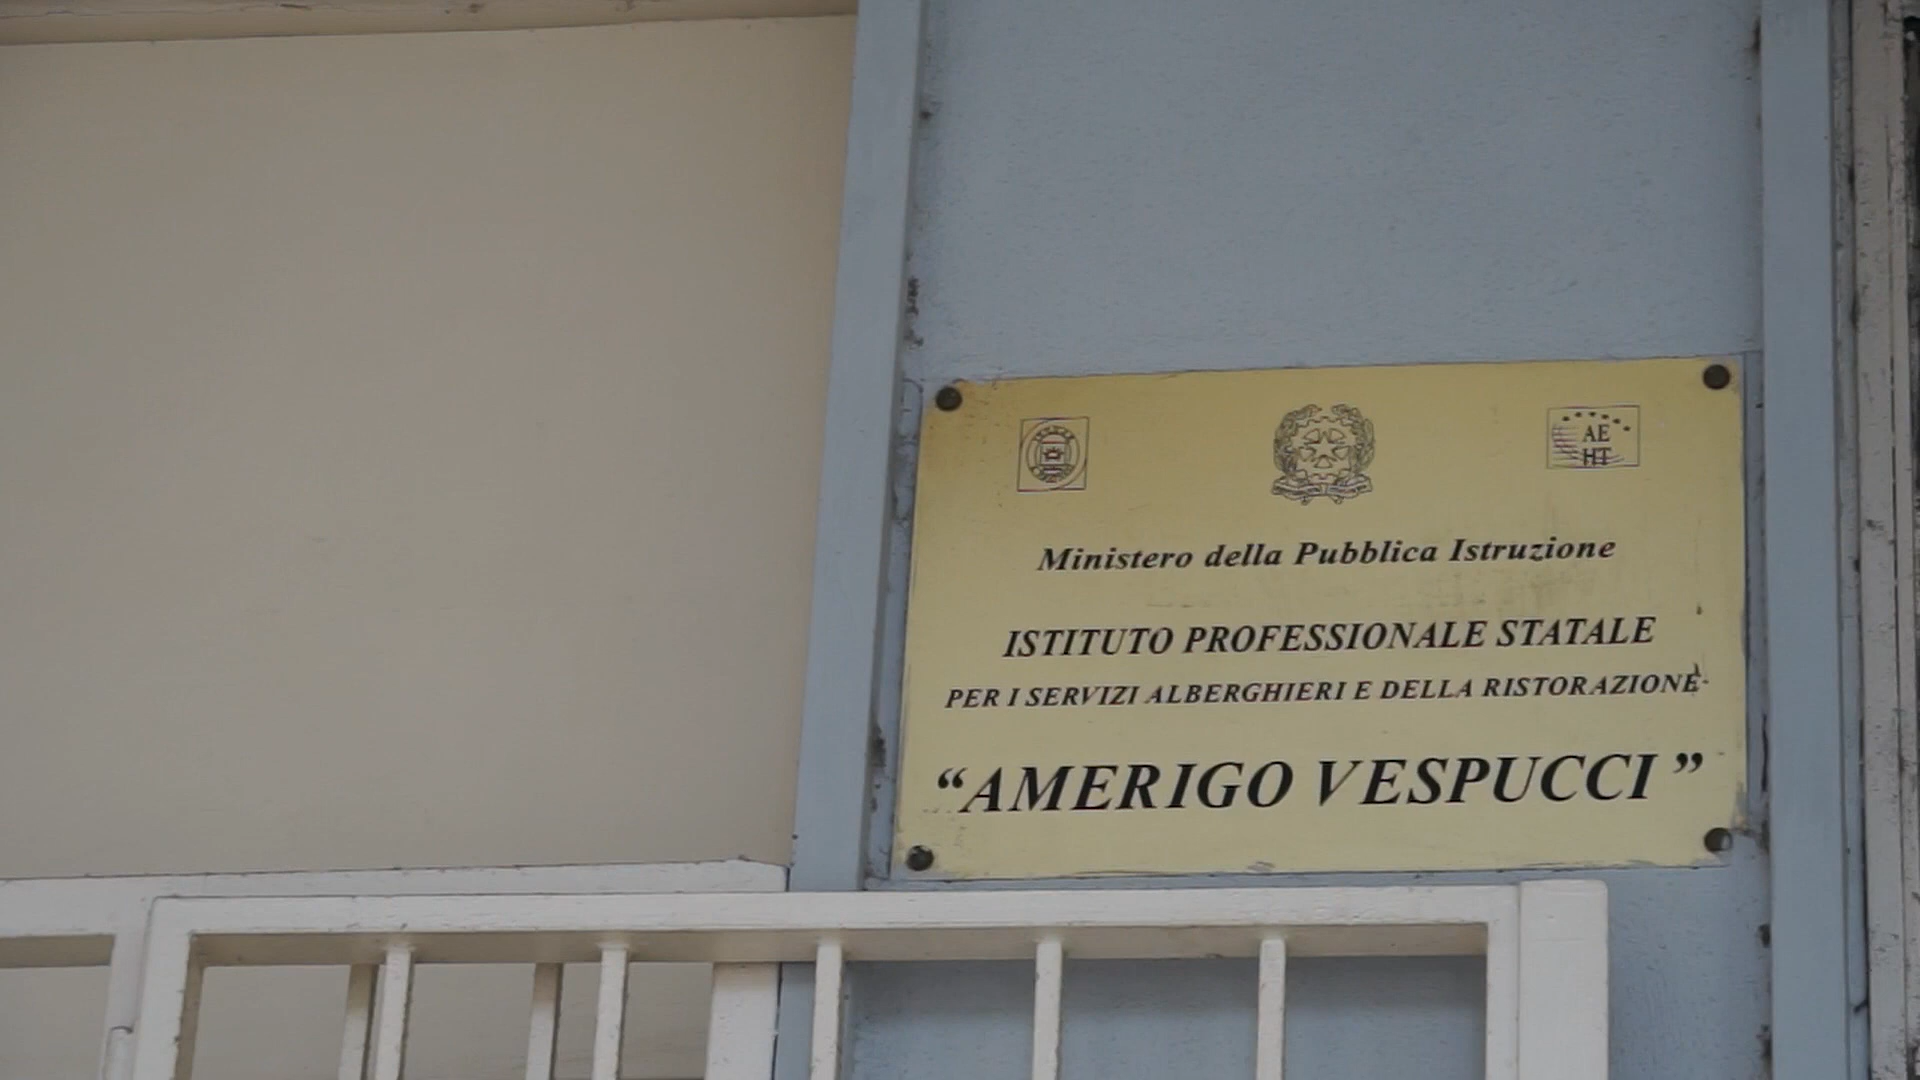 AE
HT
Ministero della Pubblica Istruzione
ISTITUTO PROFESSIONALE STATALE
PER I SERVIZI ALBERGHIERI E DELLA RISTORAZIONE
“AMERIGO VESPUCCI”